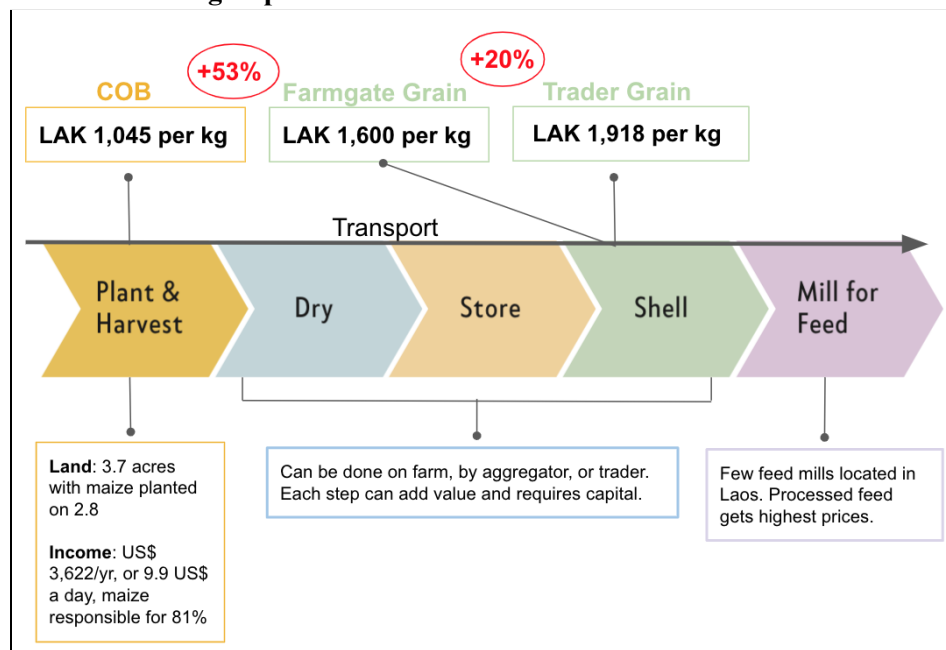 +53%
+20%
COB
Farmgate Grain
Trader Grain
LAK 1,045 per kg
LAK 1,600 per kg
LAK 1,918 per kg
Transport
Plant &
Harvest
Dry
Store
Shell
Mill for
Feed
Land: 3.7 acres
with maize planted
on 2.8
Income: US$
3,622/yr, or 9.9 US$
a day, maize
responsible for 81%
Can be done on farm, by aggregator, or trader.
Each step can add value and requires capital.
Few feed mills located in
Laos. Processed feed
gets highest prices.